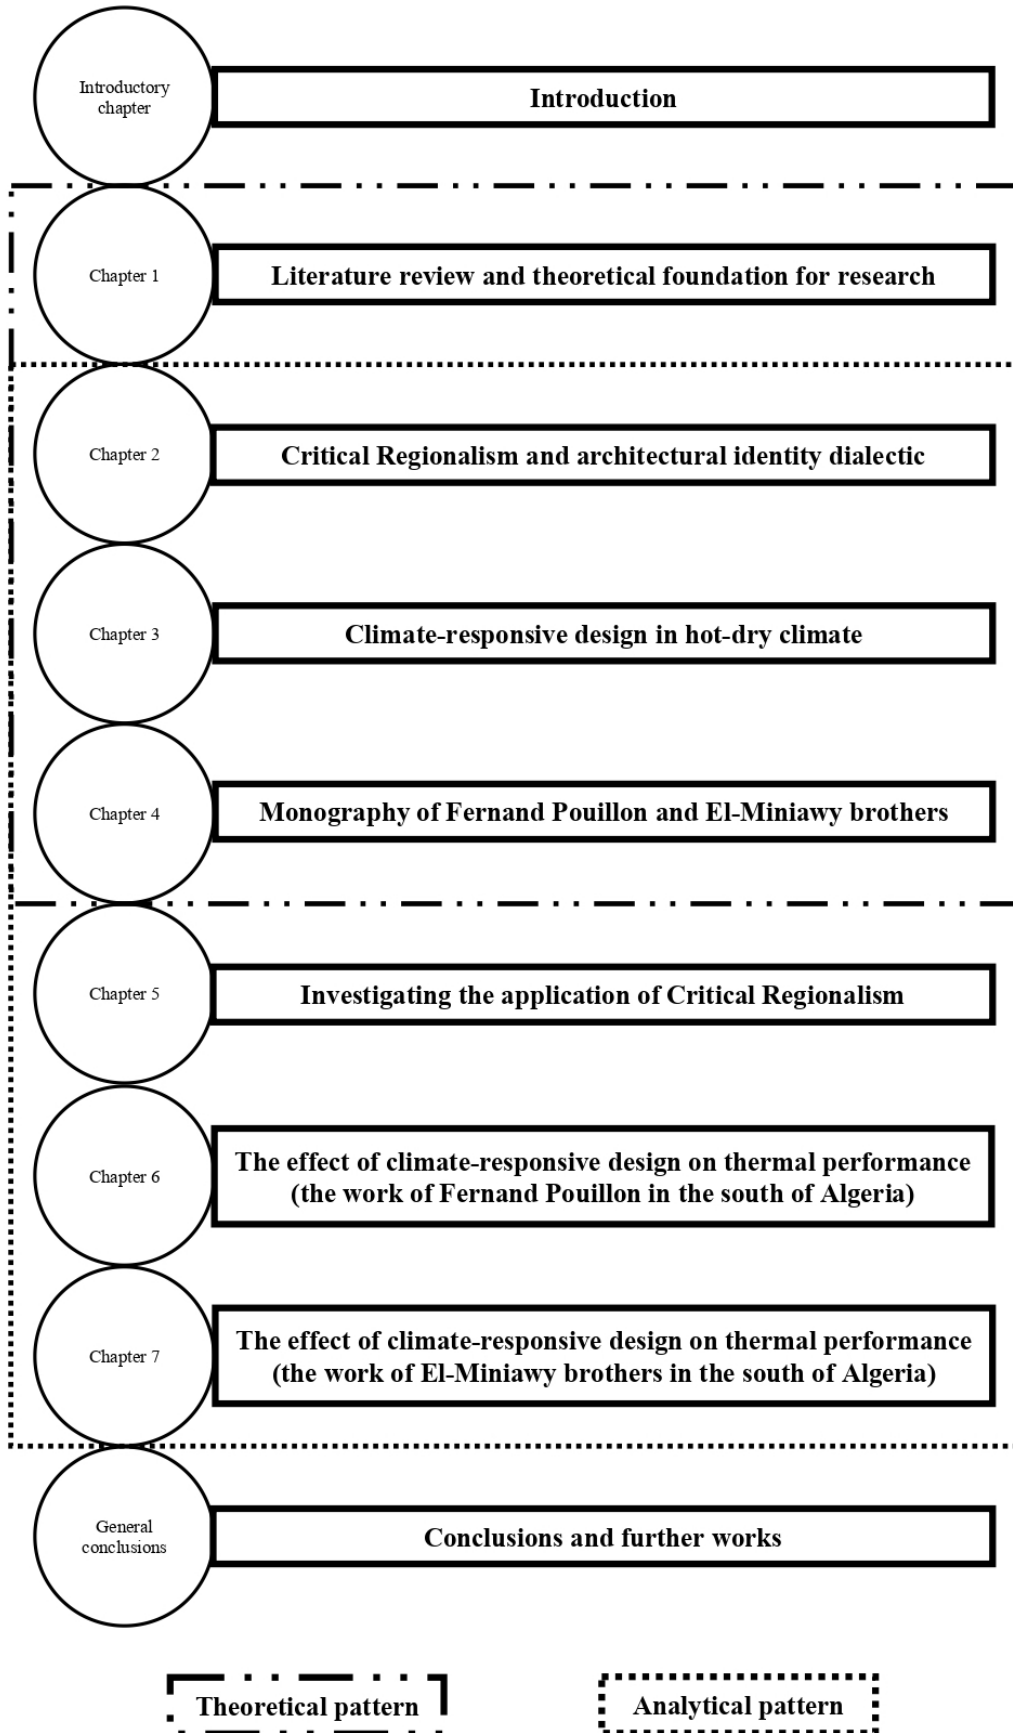 Introductory
chapter
Introduction
Chapter 1
Literature review and theoretical foundation for research
Chapter 2
Critical Regionalism and architectural identity dialectic
Chapter 3
Climate-responsive design in hot-dry climate
Chapter 4
Monography of Fernand Pouillon and El-Miniawy brothers
Chapter 5
Investigating the application of Critical Regionalism
Chapter 6
The effect of climate-responsive design on thermal performance
(the work of Fernand Pouillon in the south of Algeria)
Chapter 7
The effect of climate-responsive design on thermal performance
(the work of El-Miniawy brothers in the south of Algeria)
General
conclusions
Conclusions and further works
Theoretical pattern
Analytical pattern